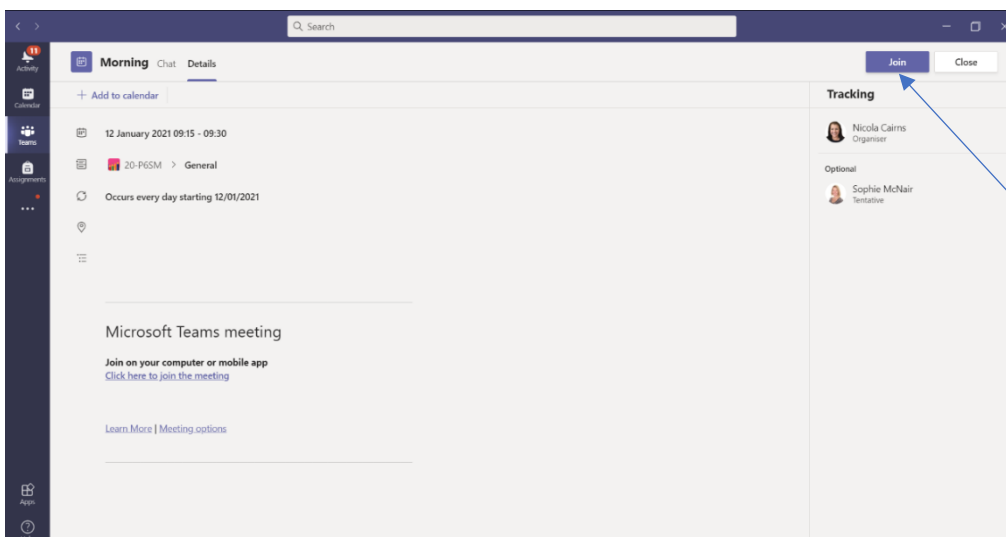 Search
11
Activity
Calendar
Teams
Assignments
Apps
Morning Chat Details
Join
Close
+ Add to calendar
12 January 2021 09:15 - 09:30
20-P6SM > General
Occurs every day starting 12/01/2021
Microsoft Teams meeting
Join on your computer or mobile app
Click here to join the meeting
Learn More | Meeting options
Tracking
Nicola Cairns
Organiser
Optional
Sophie McNair
Tentative